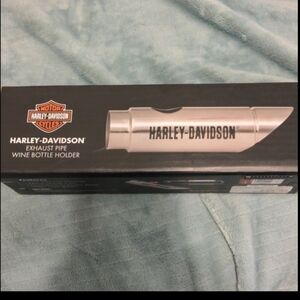 MOTOR
HARLEY-DAVIDSON
CYCLES
HARLEY-DAVIDSON
EXHAUST PIPE
WINE BOTTLE HOLDER
HARLEY-DAVIDSON